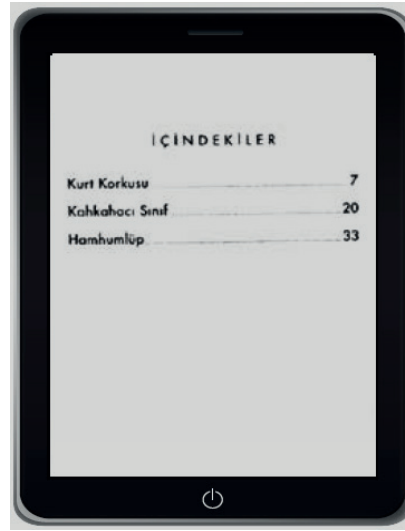 İÇİNDEKİLER
Kurt Korkusu 7
Kahkahacı Sınıf 20
Hamhumlüp 33